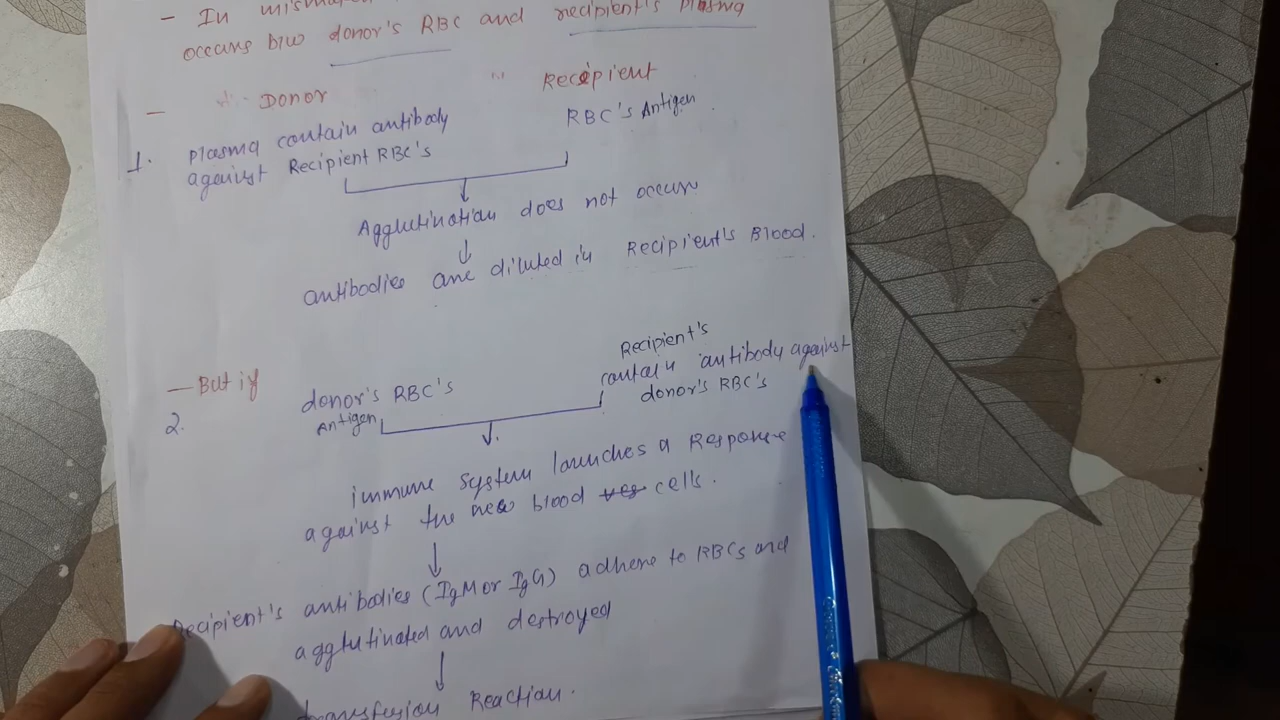 - In mismatched
occurs b/w donor's RBC and recipient's plasma
- Donor
Recipient
1. Plasma contain antibody
against Recipient RBC's
RBC's Antigen
Agglutination does not occur
antibodies are diluted in Recipient's Blood.
- But if
2.
donor's RBC's
Antigen
Recipient's
contain antibody against
donor's RBC's
immune system launches a Response
against the new blood cells.
Recipient's antibodies (IgM or IgG) adhere to RBCs and
agglutinated and destroyed
transfusion Reaction.